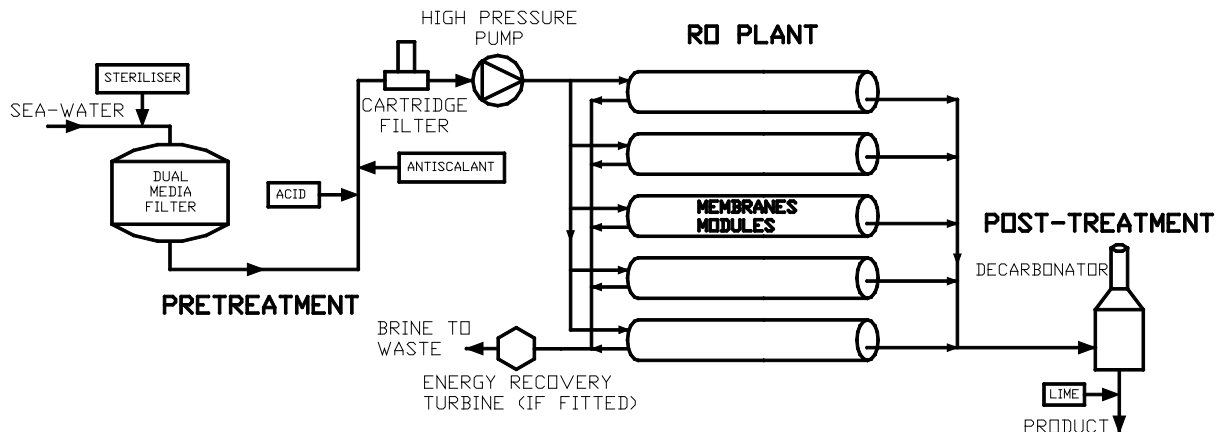 HIGH PRESSURE
PUMP
RO PLANT
STERILISER
SEA-WATER
CARTRIDGE
FILTER
DUAL
MEDIA
FILTER
ANTISCALANT
ACID
MEMBRANES
MODULES
POST-TREATMENT
DECARBONATOR
PRETREATMENT
BRINE TO
WASTE
ENERGY RECOVERY
TURBINE (IF FITTED)
LIME
PRODUCT